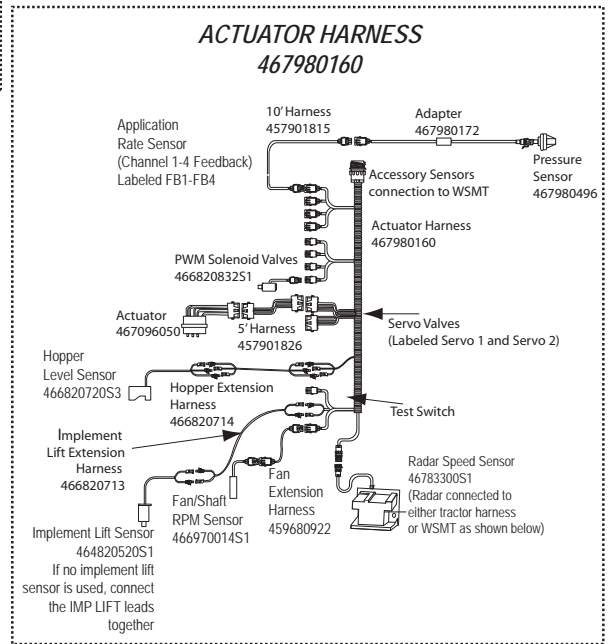 ACTUATOR HARNESS
467980160
10' Harness
457901815
Adapter
467980172
Application
Rate Sensor
(Channel 1-4 Feedback)
Labeled FB1-FB4
Pressure
Sensor
467980496
Accessory Sensors
connection to WSMT
Actuator Harness
467980160
PWM Solenoid Valves
466820832S1
Actuator
467096050
5' Harness
457901826
Servo Valves
(Labeled Servo 1 and Servo 2)
Hopper
Level Sensor
466820720S3
Hopper Extension
Harness
466820714
Test Switch
Implement
Lift Extension
Harness
466820713
Fan/Shaft
RPM Sensor
466970014S1
Fan
Extension
Harness
459680922
Radar Speed Sensor
46783300S1
(Radar connected to
either tractor harness
or WSMT as shown below)
Implement Lift Sensor
464820520S1
If no implement lift
sensor is used, connect
the IMP LIFT leads
together